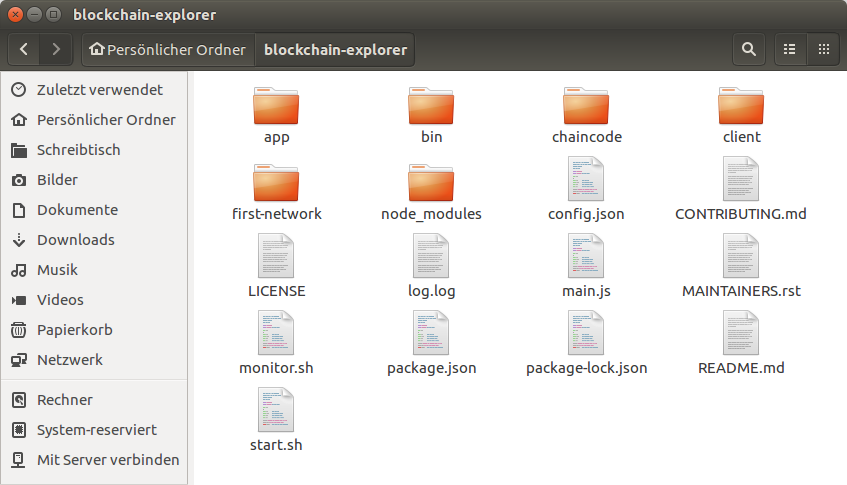 blockchain-explorer
Persönlicher Ordner blockchain-explorer
Zuletzt verwendet
Persönlicher Ordner
Schreibtisch
Bilder
Dokumente
Downloads
Musik
Videos
Papierkorb
Netzwerk
Rechner
System-reserviert
Mit Server verbinden
app bin chaincode client
first-network node_modules config.json CONTRIBUTING.md
LICENSE log.log main.js MAINTAINERS.rst
monitor.sh package.json package-lock.json README.md
start.sh